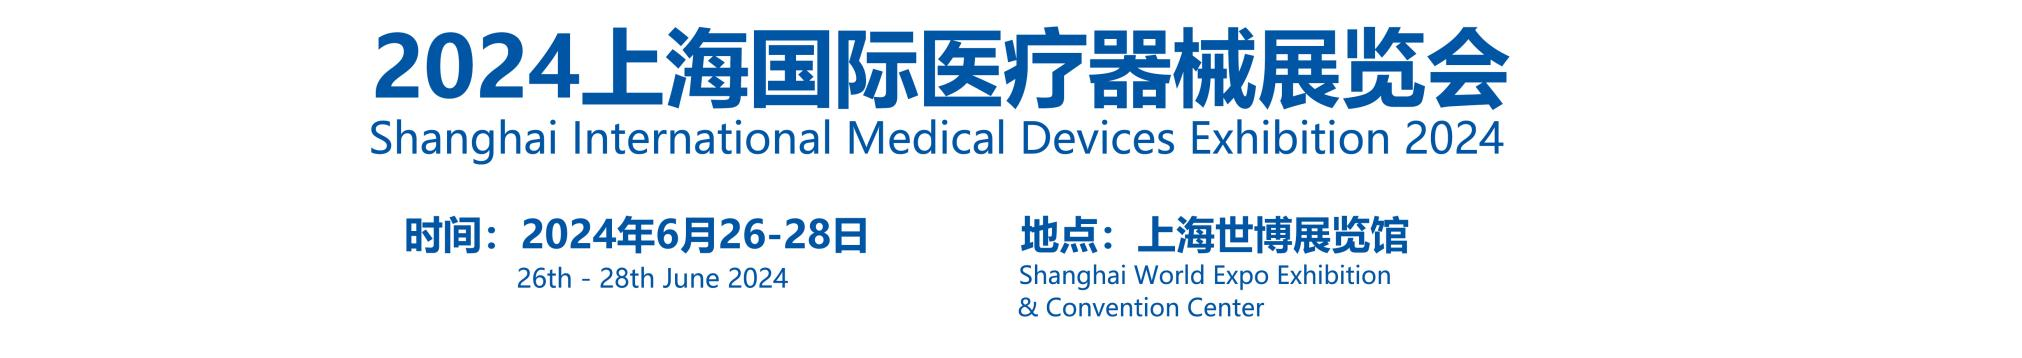 2024上海国际医疗器械展览会
Shanghai International Medical Devices Exhibition 2024
时间：2024年6月26-28日
26th - 28th June 2024
地点：上海世博展览馆
Shanghai World Expo Exhibition
& Convention Center